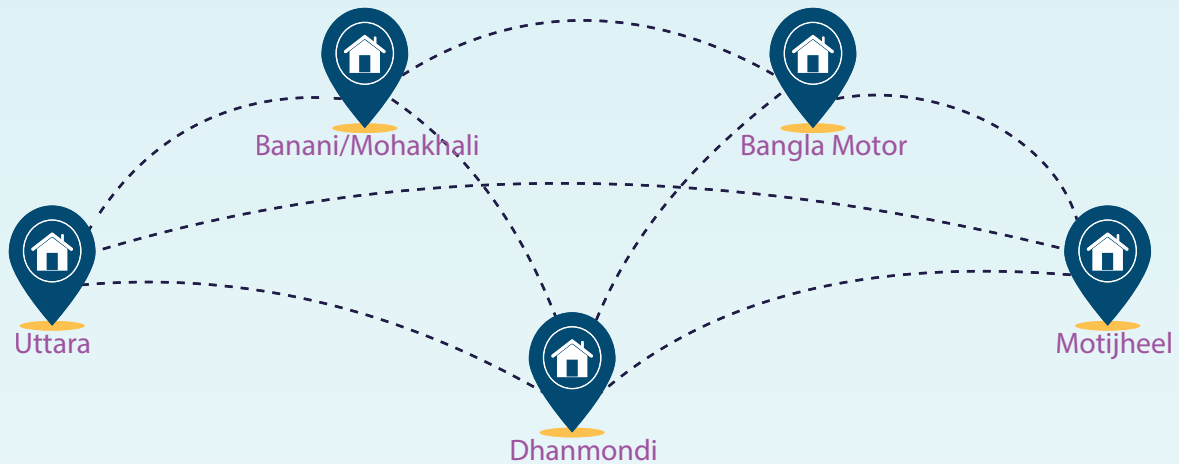 Banani/Mohakhali
Bangla Motor
Uttara
Motijheel
Dhanmondi